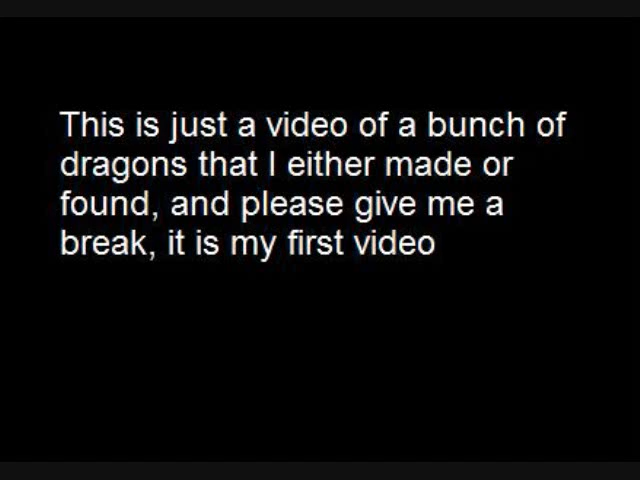 This is just a video of a bunch of
dragons that I either made or
found, and please give me a
break, it is my first video